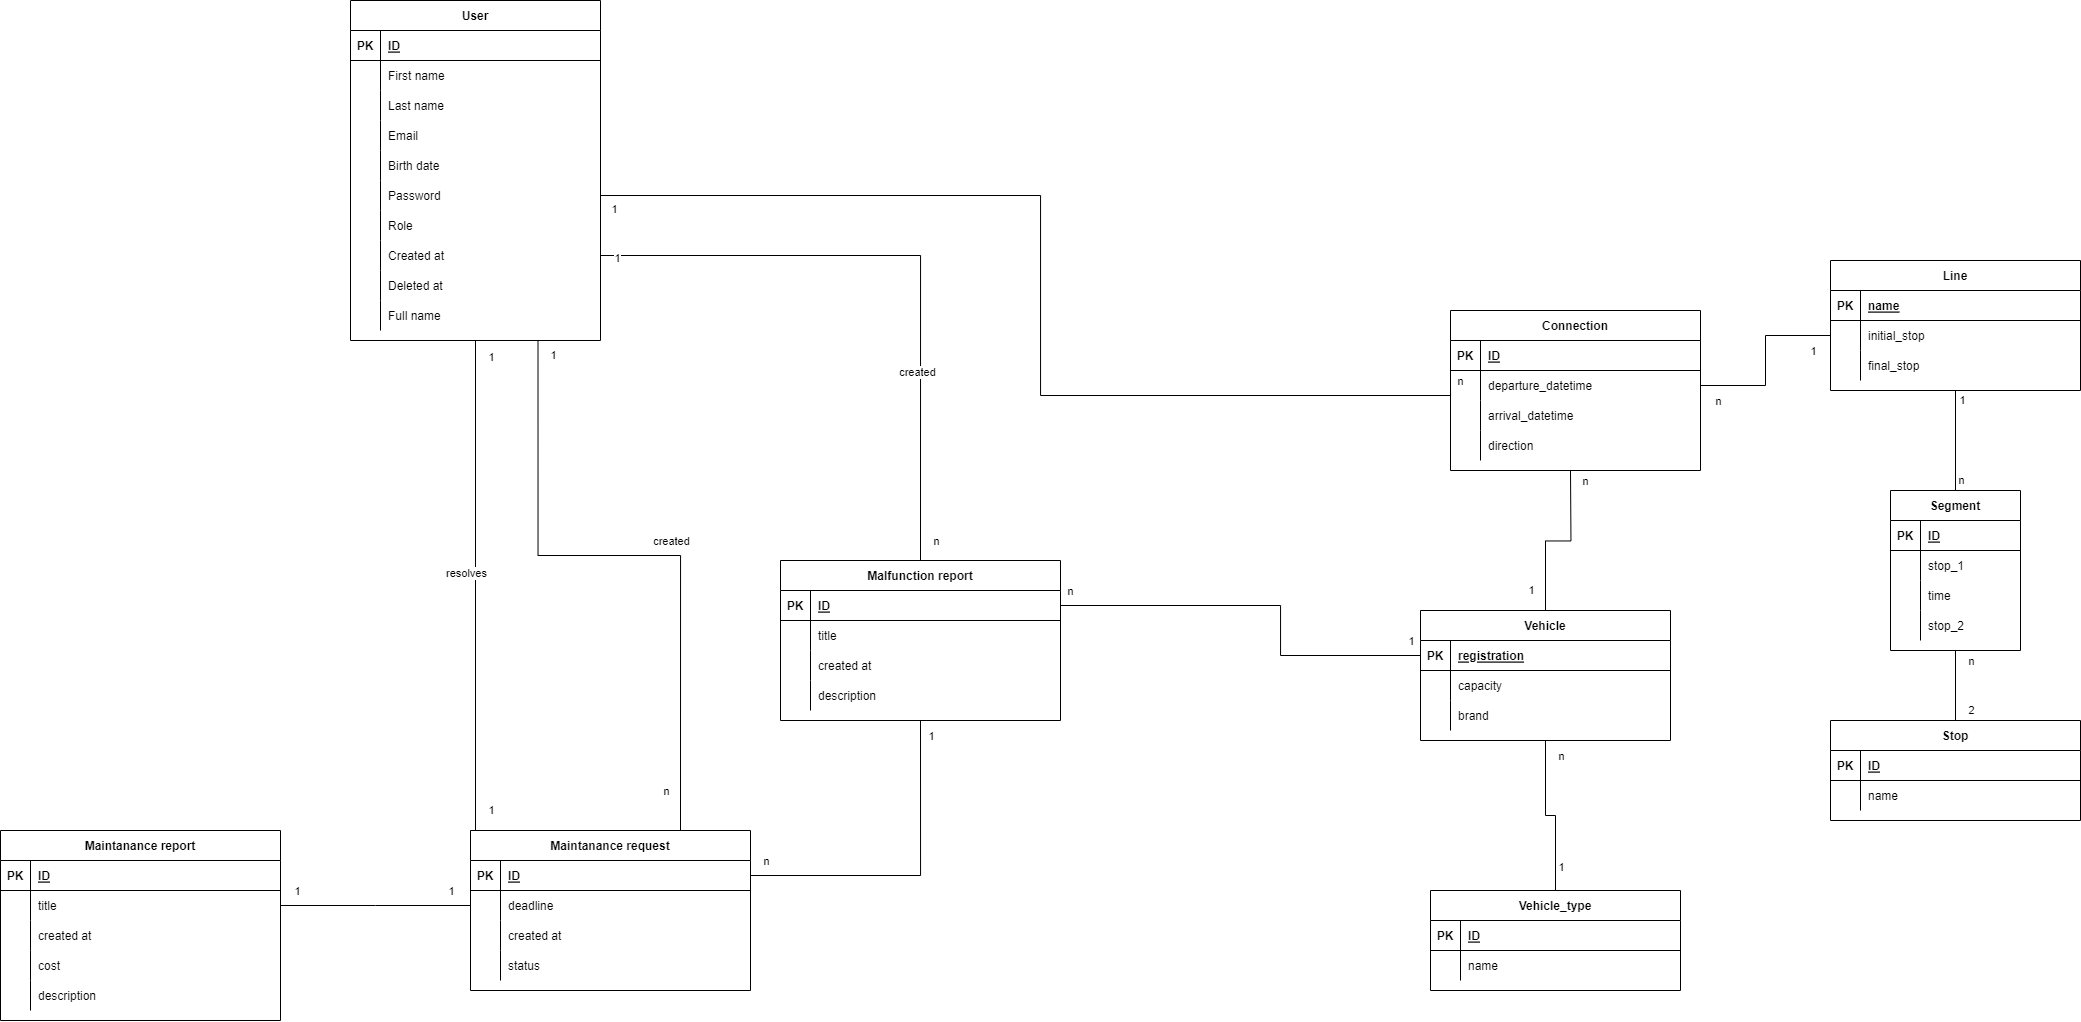 User
PK ID
First name
Last name
Email
Birth date
Password
Role
Created at
Deleted at
Full name
1
1
1
1
created
n
created
resolves
n
1
Line
PK name
initial_stop
final_stop
1
1
Connection
PK ID
n departure_datetime
arrival_datetime
direction
n
n
n
Segment
PK ID
stop_1
time
stop_2
n
2
Stop
PK ID
name
Malfunction report
PK ID
title
created at
description
n
1
1
1
Vehicle
PK registration
capacity
brand
n
1
Vehicle_type
PK ID
name
Maintanance report
PK ID
title
created at
cost
description
1
1
Maintanance request
PK ID
deadline
created at
status
n